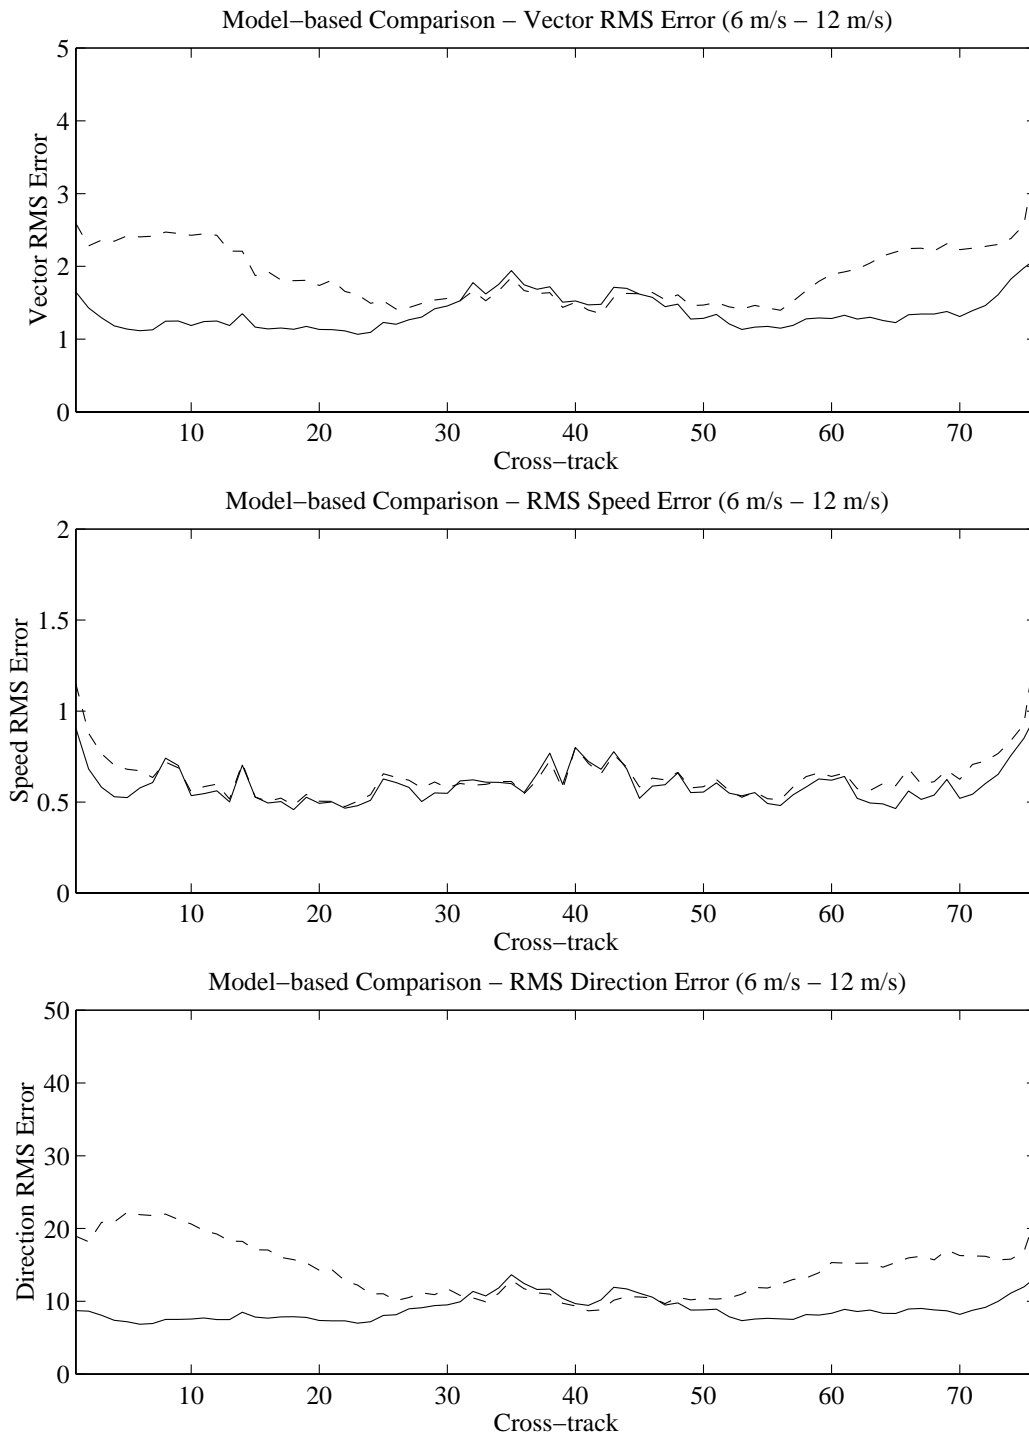 Model−based Comparison − Vector RMS Error (6 m/s − 12 m/s)
5
4
3
2
1
0
Vector RMS Error
10 20 30 40 50 60 70
Cross−track
Model−based Comparison − RMS Speed Error (6 m/s − 12 m/s)
2
1.5
1
0.5
0
Speed RMS Error
10 20 30 40 50 60 70
Cross−track
Model−based Comparison − RMS Direction Error (6 m/s − 12 m/s)
50
40
30
20
10
0
Direction RMS Error
10 20 30 40 50 60 70
Cross−track